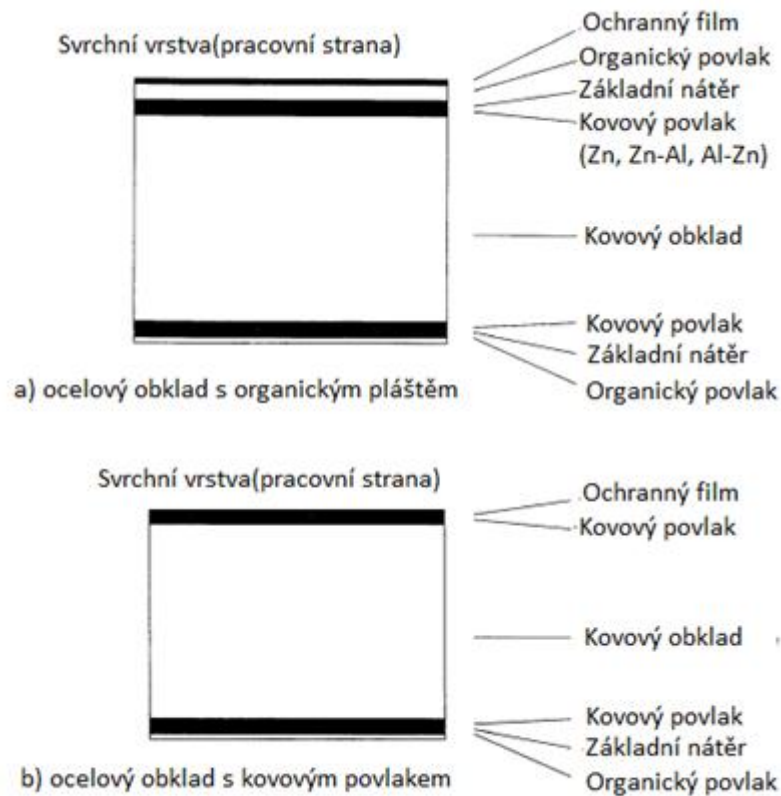 Svrchní vrstva(pracovní strana)
Ochranný film
Organický povlak
Základní nátěr
Kovový povlak
(Zn, Zn-Al, Al-Zn)
Kovový obklad
Kovový povlak
Základní nátěr
Organický povlak
a) ocelový obklad s organickým pláštěm
Svrchní vrstva(pracovní strana)
Ochranný film
Kovový povlak
Kovový obklad
Kovový povlak
Základní nátěr
Organický povlak
b) ocelový obklad s kovovým povlakem